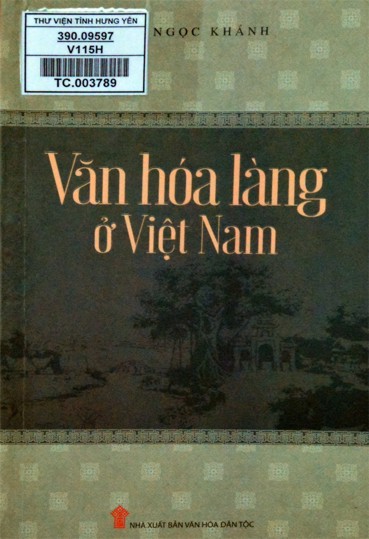 THƯ VIỆN TỈNH HƯNG YÊN
390.09597
V115H
TC.003789
NGỌC KHÁNH
Văn hóa làng
ở Việt Nam
NHÀ XUẤT BẢN VĂN HÓA DÂN TỘC